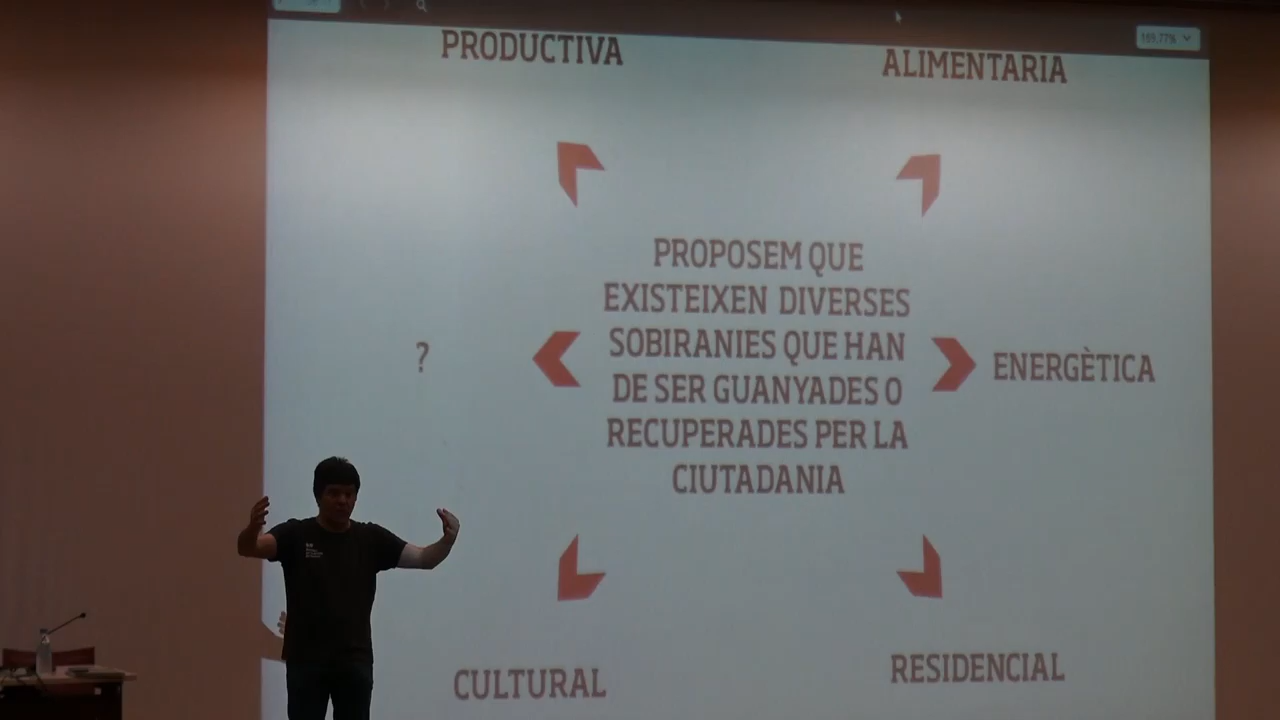 PRODUCTIVA
ALIMENTARIA
PROPOSEM QUE
EXISTEIXEN DIVERSES
SOBIRANIES QUE HAN
DE SER GUANYADES O
RECUPERADES PER LA
CIUTADANIA
?
ENERGÈTICA
CULTURAL
RESIDENCIAL